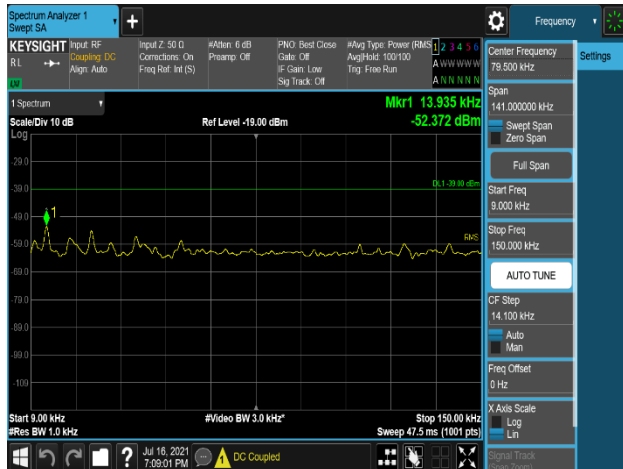 Spectrum Analyzer 1
Swept SA
Frequency
KEYSIGHT
RL
Input: RF
Coupling: DC
Align: Auto
Input Z: 50 Ω
Corrections: On
Freq Ref: Int (S)
#Atten: 6 dB
Preamp: Off
PNO: Best Close
Gate: Off
IF Gain: Low
Sig Track: Off
#Avg Type: Power (RMS
Avg|Hold: 100/100
Trig: Free Run
1 2 3 4 5 6
A W W W W W
A N N N N N
Settings
1 Spectrum
Scale/Div 10 dB
Log
Ref Level -19.00 dBm
Mkr1 13.935 kHz
-52.372 dBm
-29.0
-39.0
-49.0
-59.0
-69.0
-79.0
-89.0
-99.0
-109
DL1 -39.00 dBm
1
RMS
Start 9.00 kHz
#Res BW 1.0 kHz
#Video BW 3.0 kHz*
Stop 150.00 kHz
Sweep 47.5 ms (1001 pts)
Center Frequency
79.500 kHz
Span
141.000000 kHz
Swept Span
Zero Span
Full Span
Start Freq
9.000 kHz
Stop Freq
150.000 kHz
AUTO TUNE
CF Step
14.100 kHz
Auto
Man
Freq Offset
0 Hz
X Axis Scale
Log
Lin
Signal Track
(Span Zoom)
?
Jul 16, 2021
7:09:01 PM
DC Coupled